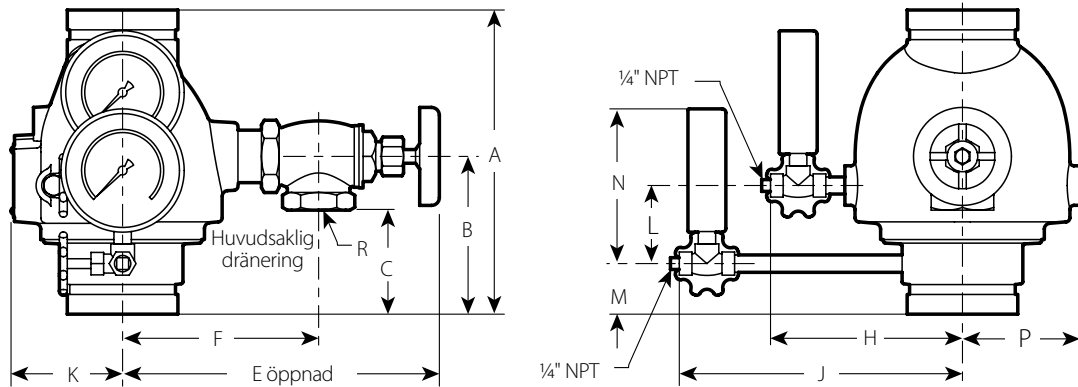 A
B
C
R
Huvudsaklig
dränering
F
K
E öppnad
¼" NPT
N
L
M
¼" NPT
H
P
J